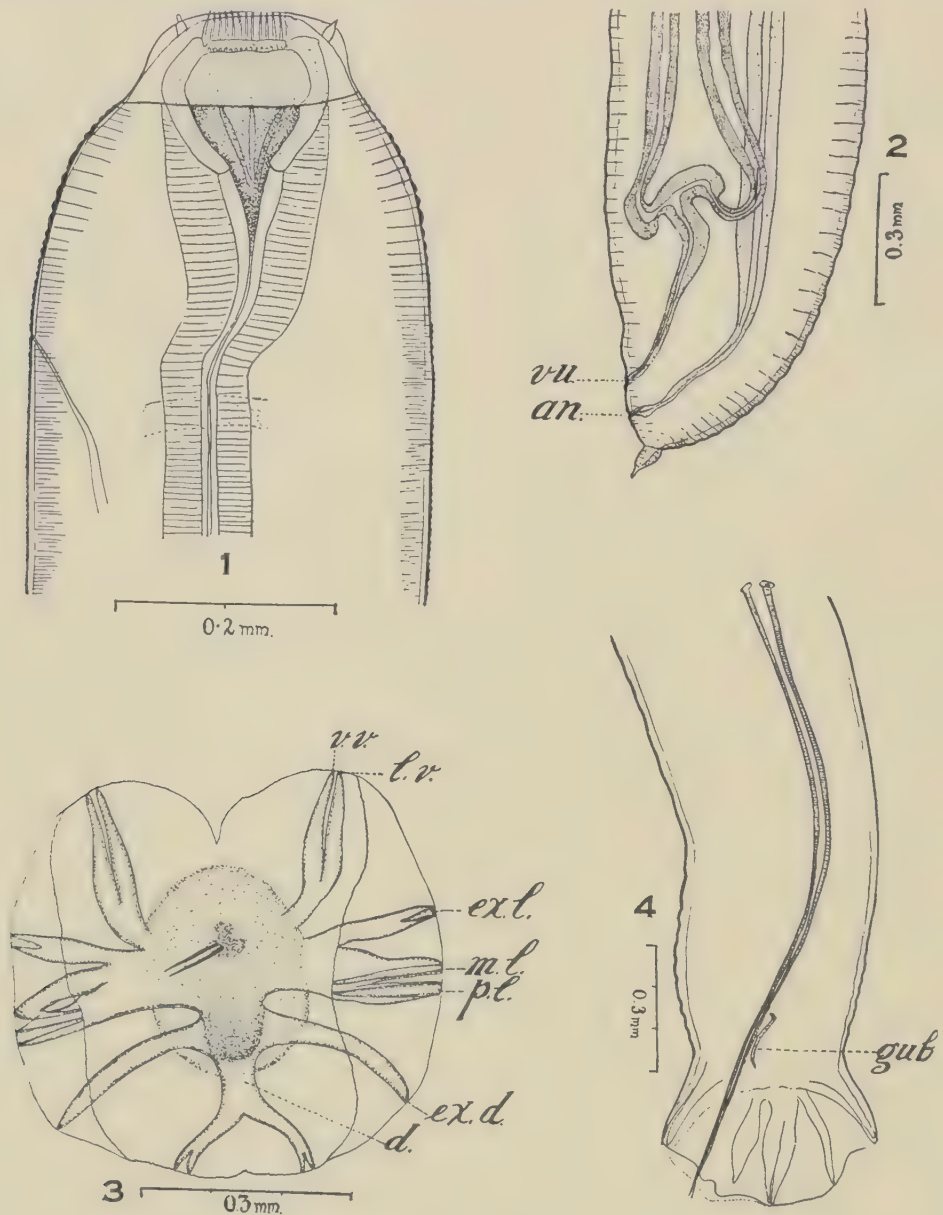 1
0·2 mm.
2
0.3 mm
vu.
an.
3
0.3 mm.
v.v.
l.v.
ex.l.
m.l.
p.l.
ex.d.
d.
4
0.3 mm
gub